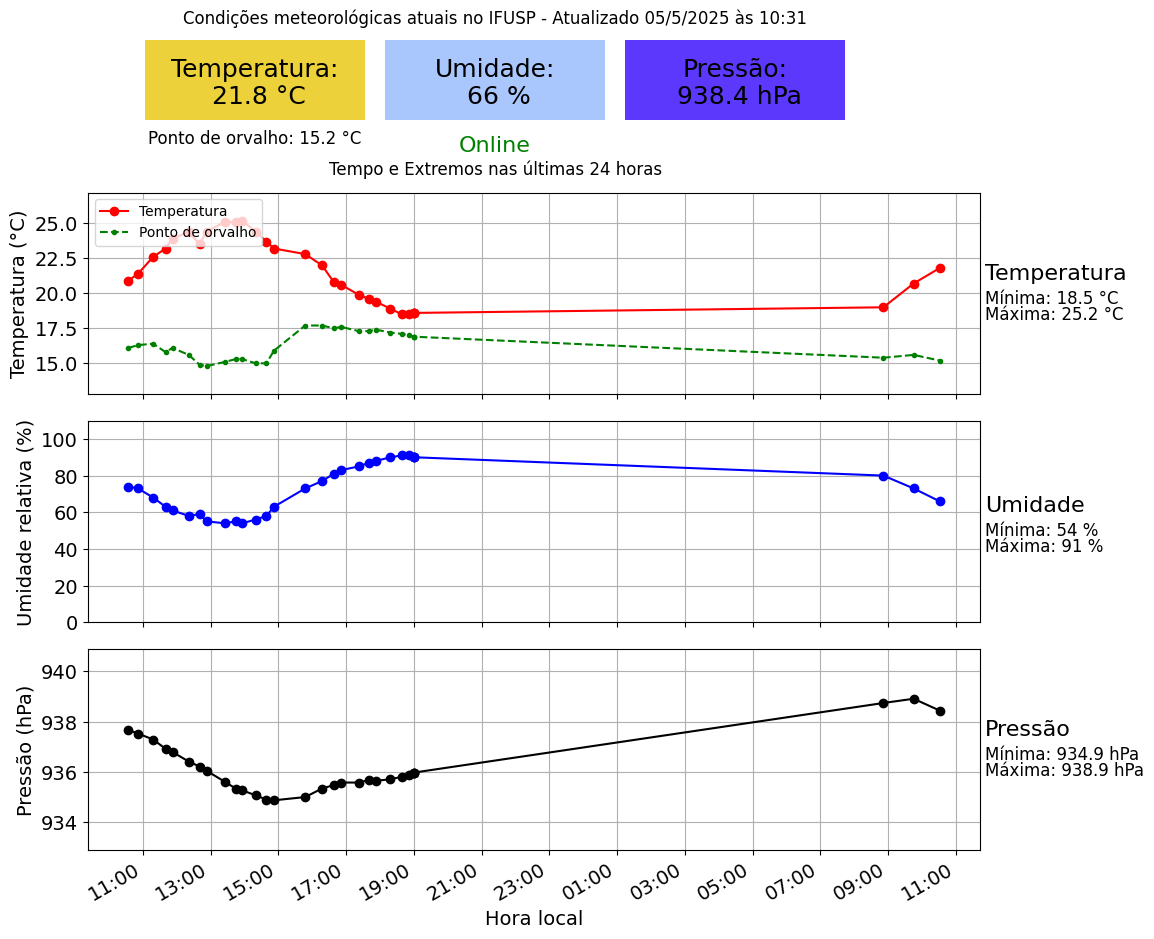 Condições meteorológicas atuais no IFUSP - Atualizado 05/5/2025 às 10:31
Temperatura:
21.8 °C
Umidade:
66 %
Pressão:
938.4 hPa
Ponto de orvalho: 15.2 °C
Online
Tempo e Extremos nas últimas 24 horas
Temperatura (°C)
25.0
22.5
20.0
17.5
15.0
Temperatura
Ponto de orvalho
Temperatura
Mínima: 18.5 °C
Máxima: 25.2 °C
Umidade relativa (%)
100
80
60
40
20
0
Umidade
Mínima: 54 %
Máxima: 91 %
Pressão (hPa)
940
938
936
934
Pressão
Mínima: 934.9 hPa
Máxima: 938.9 hPa
11:00 13:00 15:00 17:00 19:00 21:00 23:00 01:00 03:00 05:00 07:00 09:00 11:00
Hora local